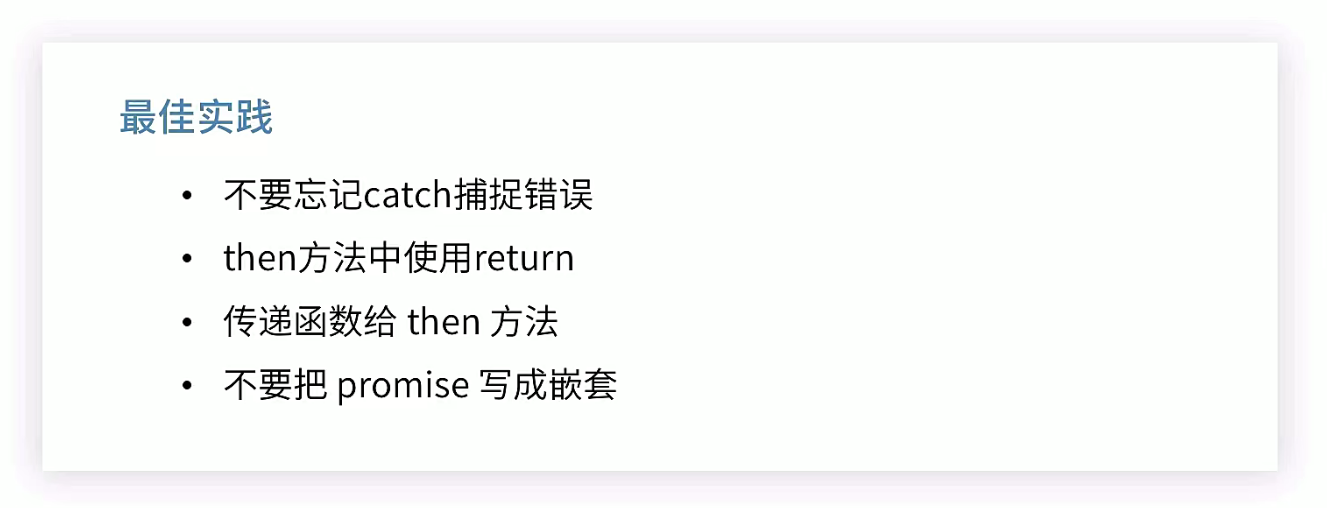 最佳实践
• 不要忘记catch捕捉错误
• then方法中使用return
• 传递函数给 then 方法
• 不要把 promise 写成嵌套